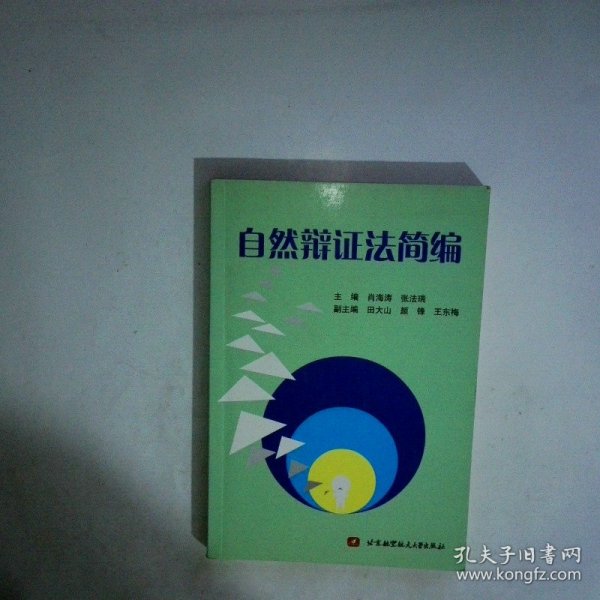 自然辩证法简编
主 编 肖海涛 张法瑞
副主编 田大山 颜 锋 王东梅
北京航空航天大学出版社
孔夫子旧书网
www.kongfz.com